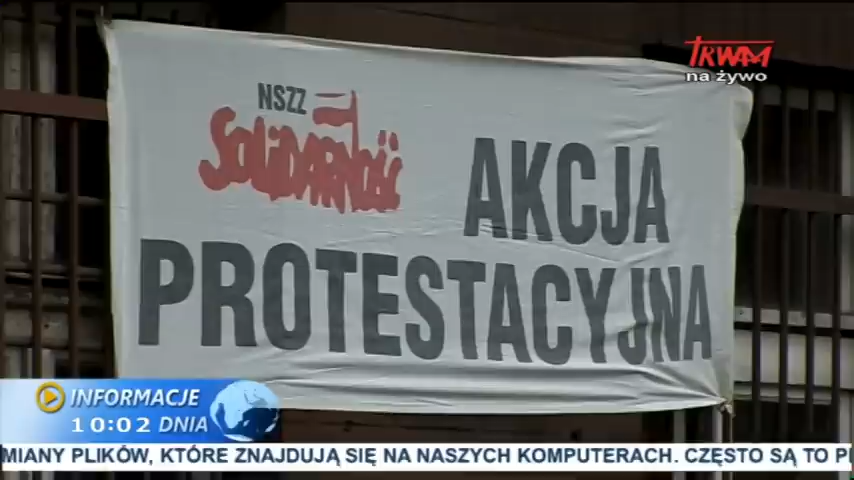 TRWAM
na żywo
NSZZ
SOLIDARNOŚĆ
AKCJA
PROTESTACYJNA
INFORMACJE
10:02 DNIA
MIANY PLIKÓW, KTÓRE ZNAJDUJĄ SIĘ NA NASZYCH KOMPUTERACH. CZĘSTO SĄ TO